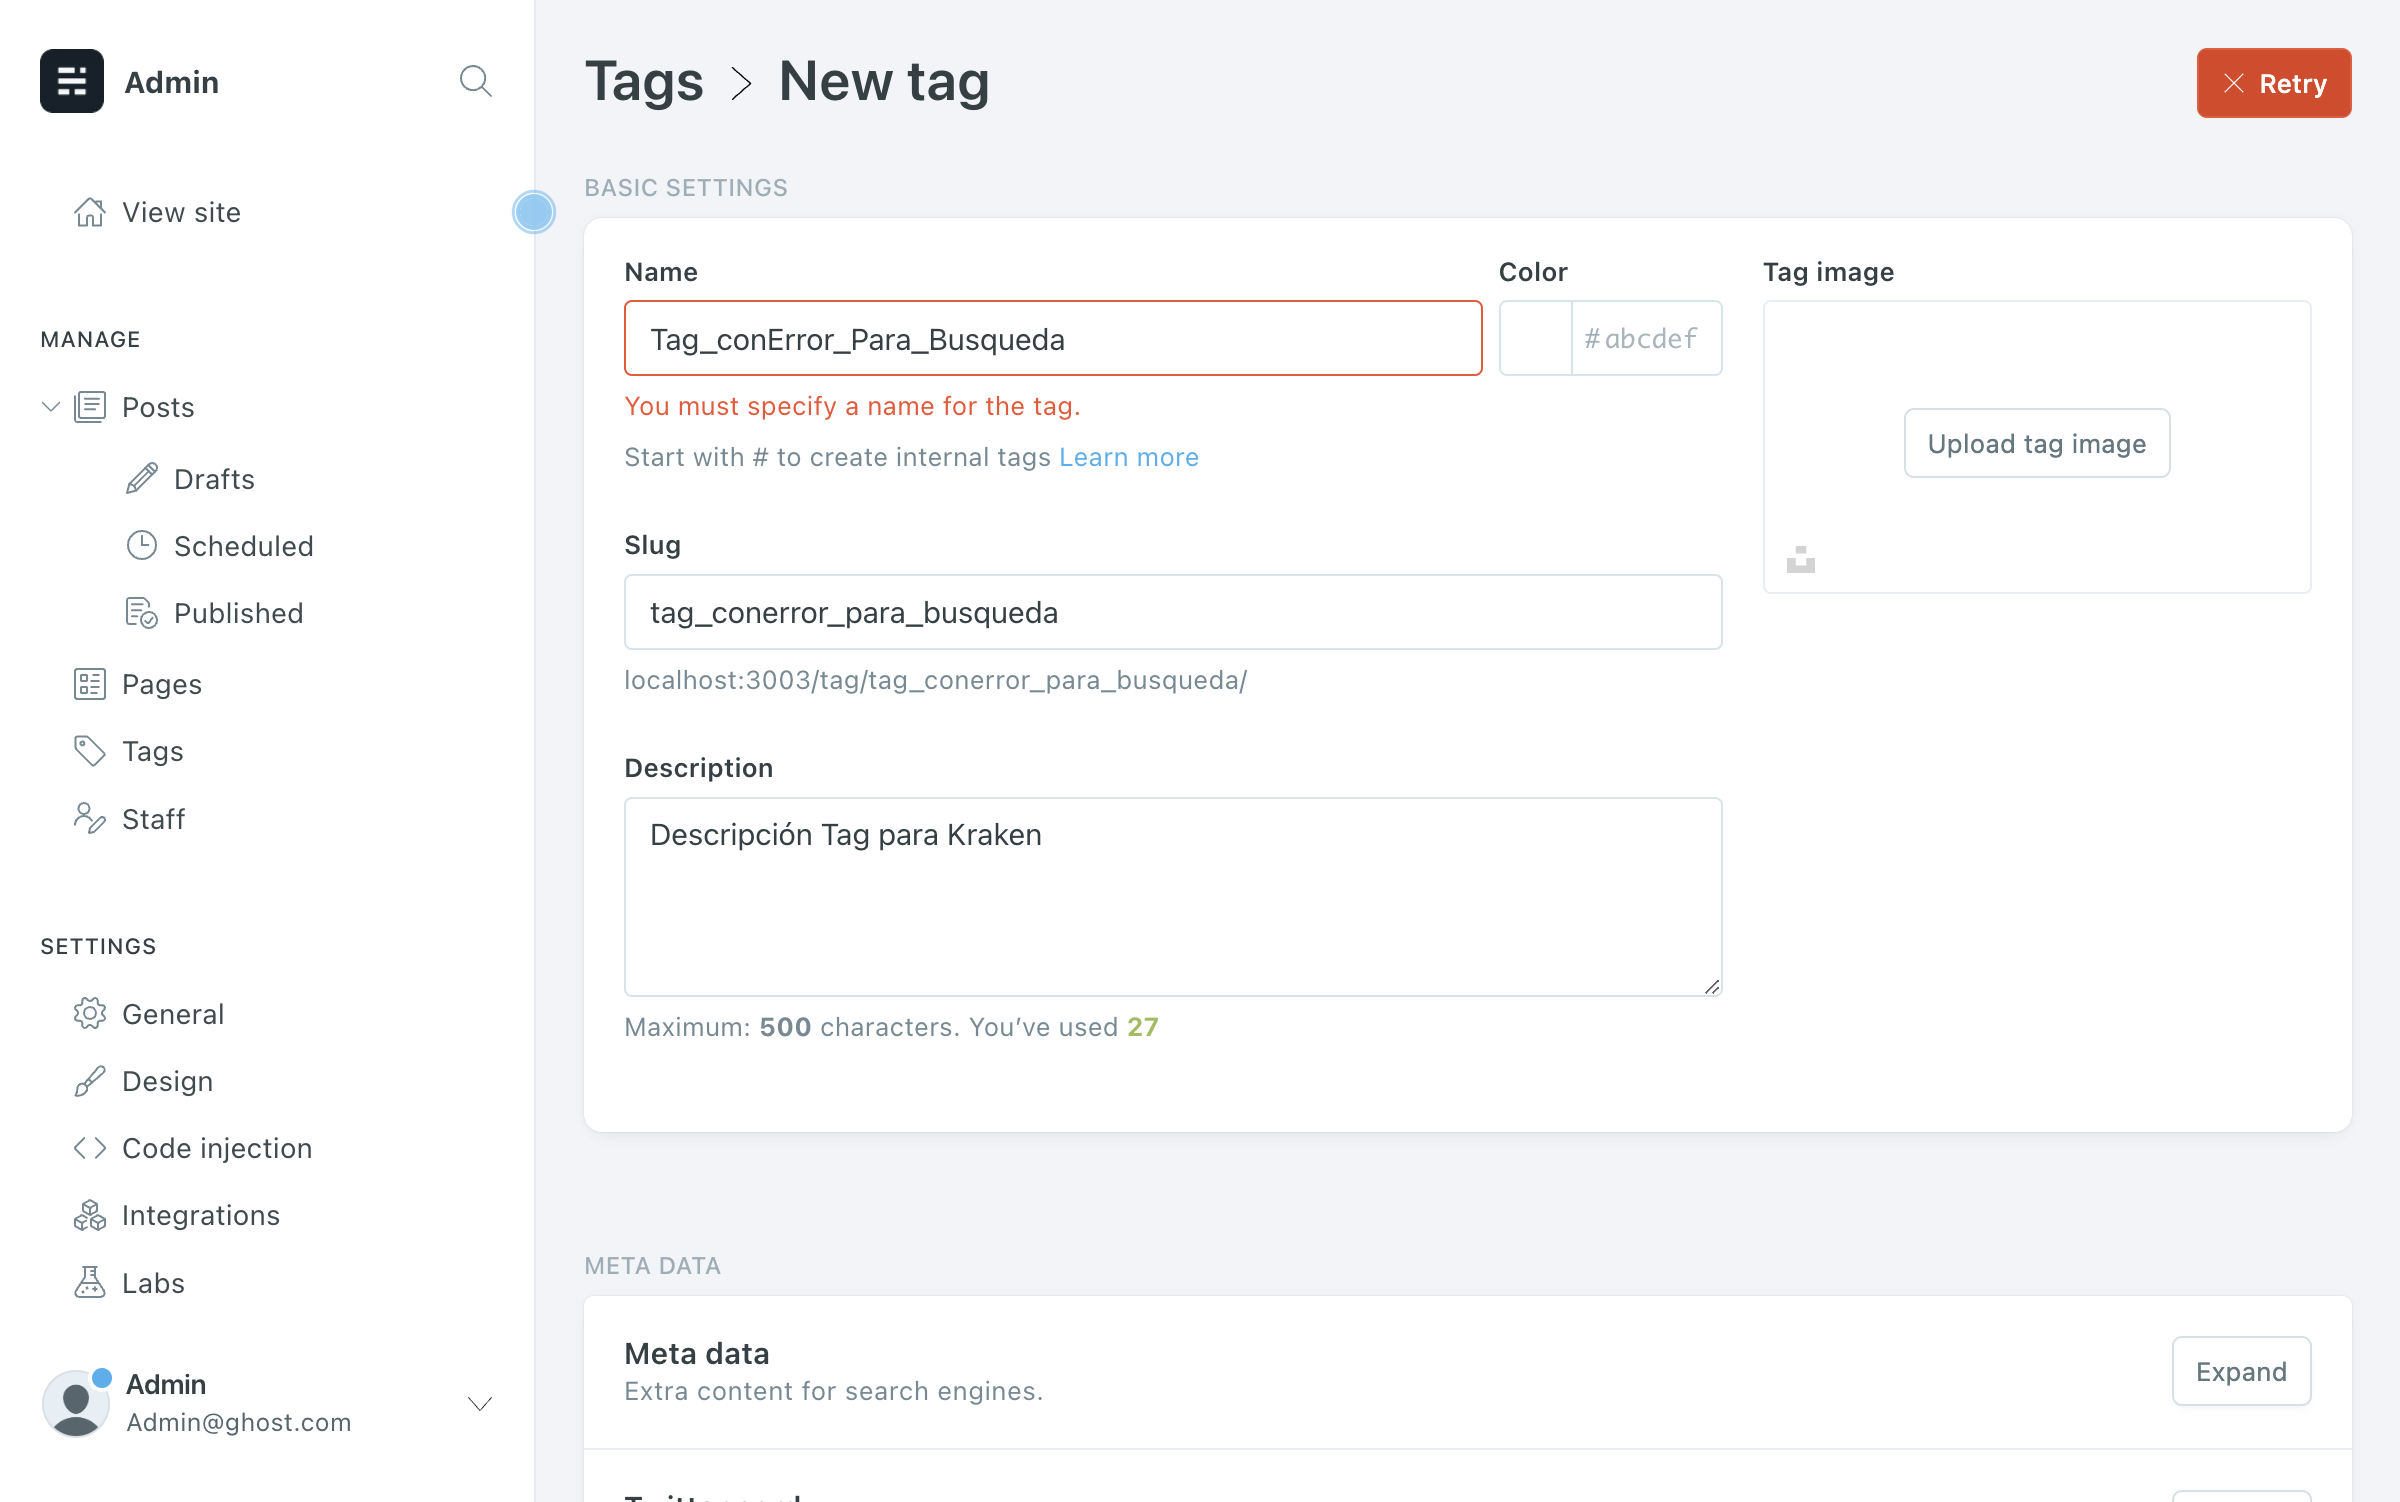 Admin
View site
MANAGE
Posts
Drafts
Scheduled
Published
Pages
Tags
Staff
SETTINGS
General
Design
Code injection
Integrations
Labs
Admin
Admin@ghost.com
Tags > New tag
Retry
BASIC SETTINGS
Name
Tag_conError_Para_Busqueda
You must specify a name for the tag.
Start with # to create internal tags Learn more
Color
#abcdef
Slug
tag_conerror_para_busqueda
localhost:3003/tag/tag_conerror_para_busqueda/
Description
Descripción Tag para Kraken
Maximum: 500 characters. You’ve used 27
Tag image
Upload tag image
META DATA
Meta data
Extra content for search engines.
Expand